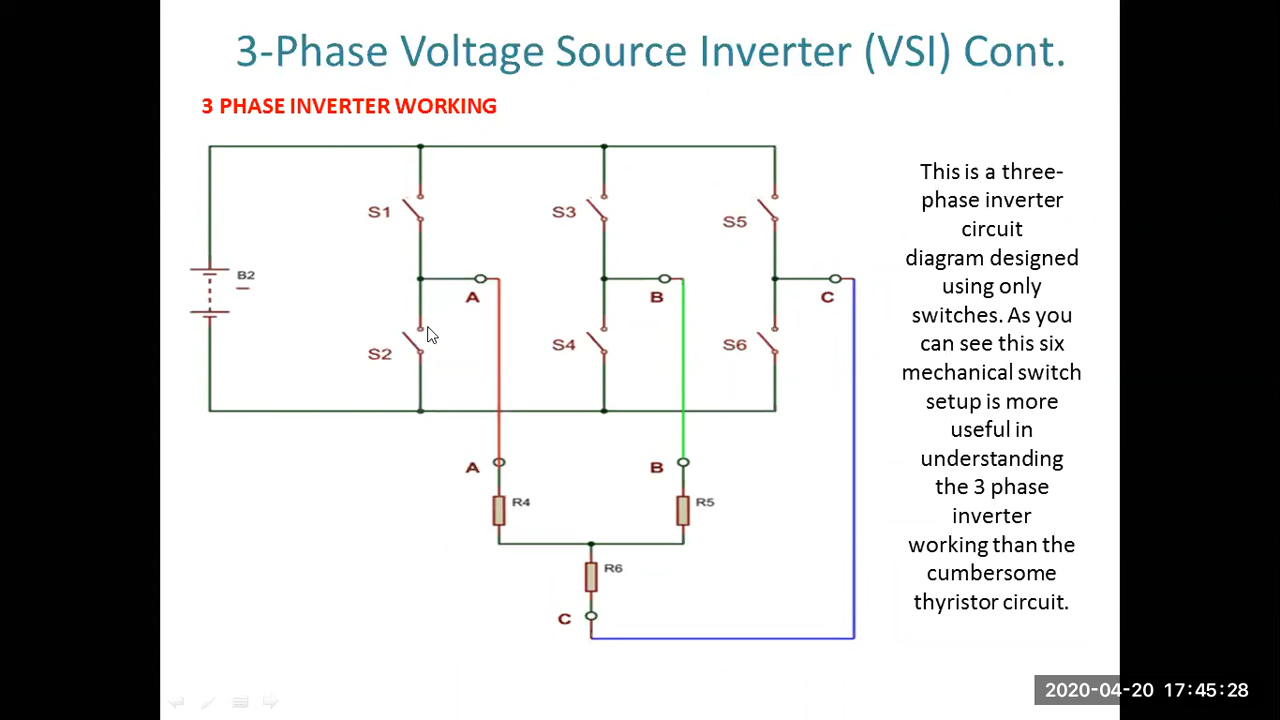 3-Phase Voltage Source Inverter (VSI) Cont.
3 PHASE INVERTER WORKING
S1
S3
S5
B2
A
B
C
S2
S4
S6
A
B
R4
R5
R6
C
This is a three-
phase inverter
circuit
diagram designed
using only
switches. As you
can see this six
mechanical switch
setup is more
useful in
understanding
the 3 phase
inverter
working than the
cumbersome
thyristor circuit.
2020-04-20 17:45:28